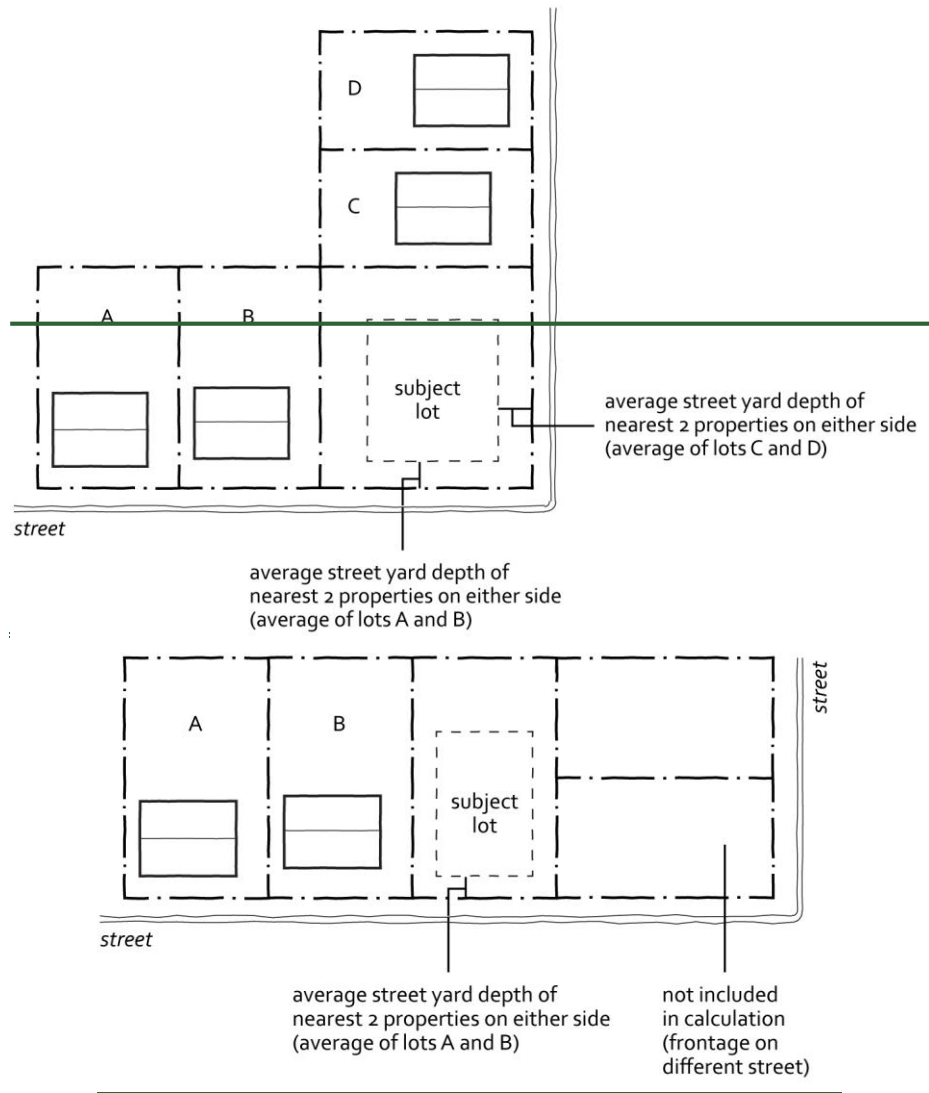 D
C
A
B
subject
lot
average street yard depth of
nearest 2 properties on either side
(average of lots C and D)
street
average street yard depth of
nearest 2 properties on either side
(average of lots A and B)
:
A
B
subject
lot
street
street
average street yard depth of
nearest 2 properties on either side
(average of lots A and B)
not included
in calculation
(frontage on
different street)